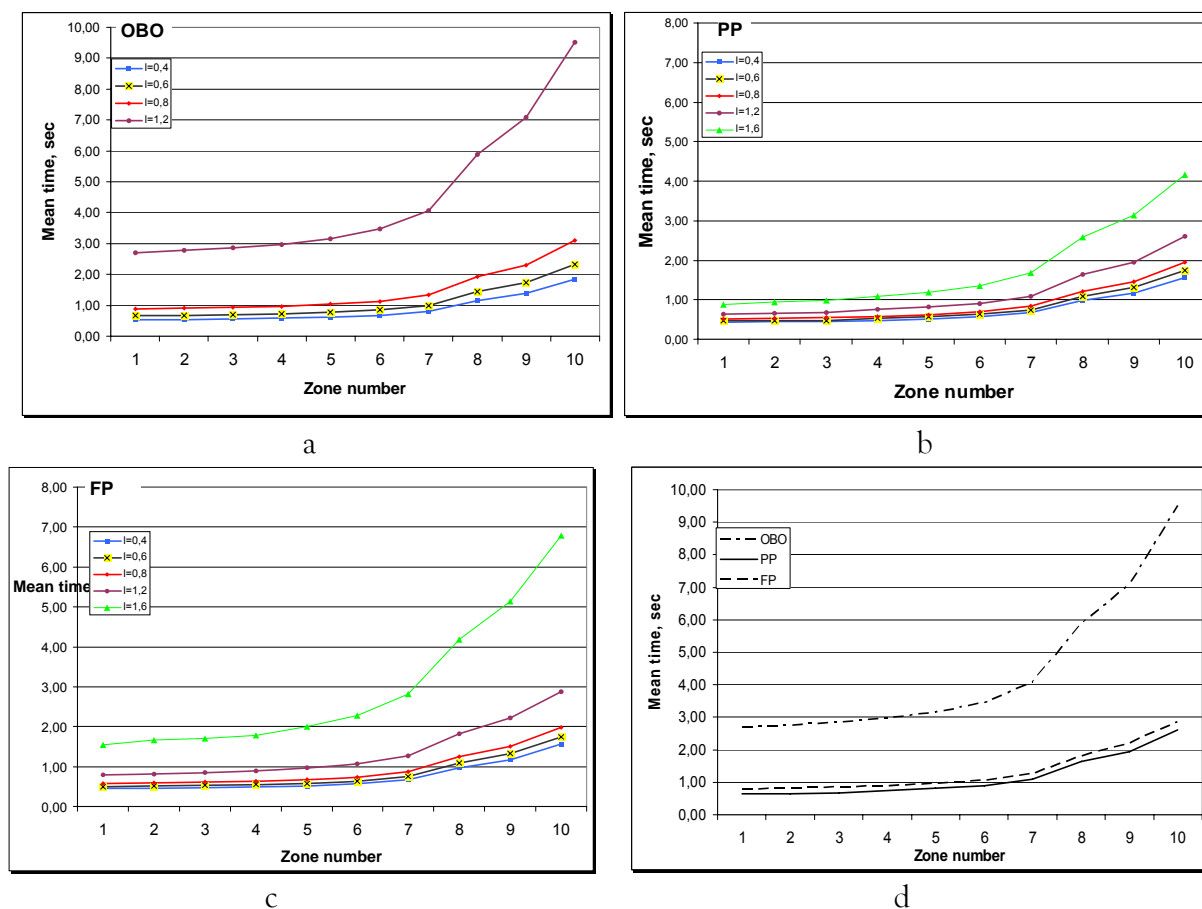 OBO
10,00
9,00
8,00
7,00
6,00
5,00
4,00
3,00
2,00
1,00
0,00
Mean time, sec
l=0,4
l=0,6
l=0,8
l=1,2
1 2 3 4 5 6 7 8 9 10
Zone number
a
PP
8,00
7,00
6,00
5,00
4,00
3,00
2,00
1,00
0,00
Mean time, sec
l=0,4
l=0,6
l=0,8
l=1,2
l=1,6
1 2 3 4 5 6 7 8 9 10
Zone number
b
FP
8,00
7,00
6,00
5,00
4,00
3,00
2,00
1,00
0,00
Mean time
l=0,4
l=0,6
l=0,8
l=1,2
l=1,6
1 2 3 4 5 6 7 8 9 10
Zone number
c
10,00
9,00
8,00
7,00
6,00
5,00
4,00
3,00
2,00
1,00
0,00
Mean time, sec
OBO
PP
FP
1 2 3 4 5 6 7 8 9 10
Zone number
d